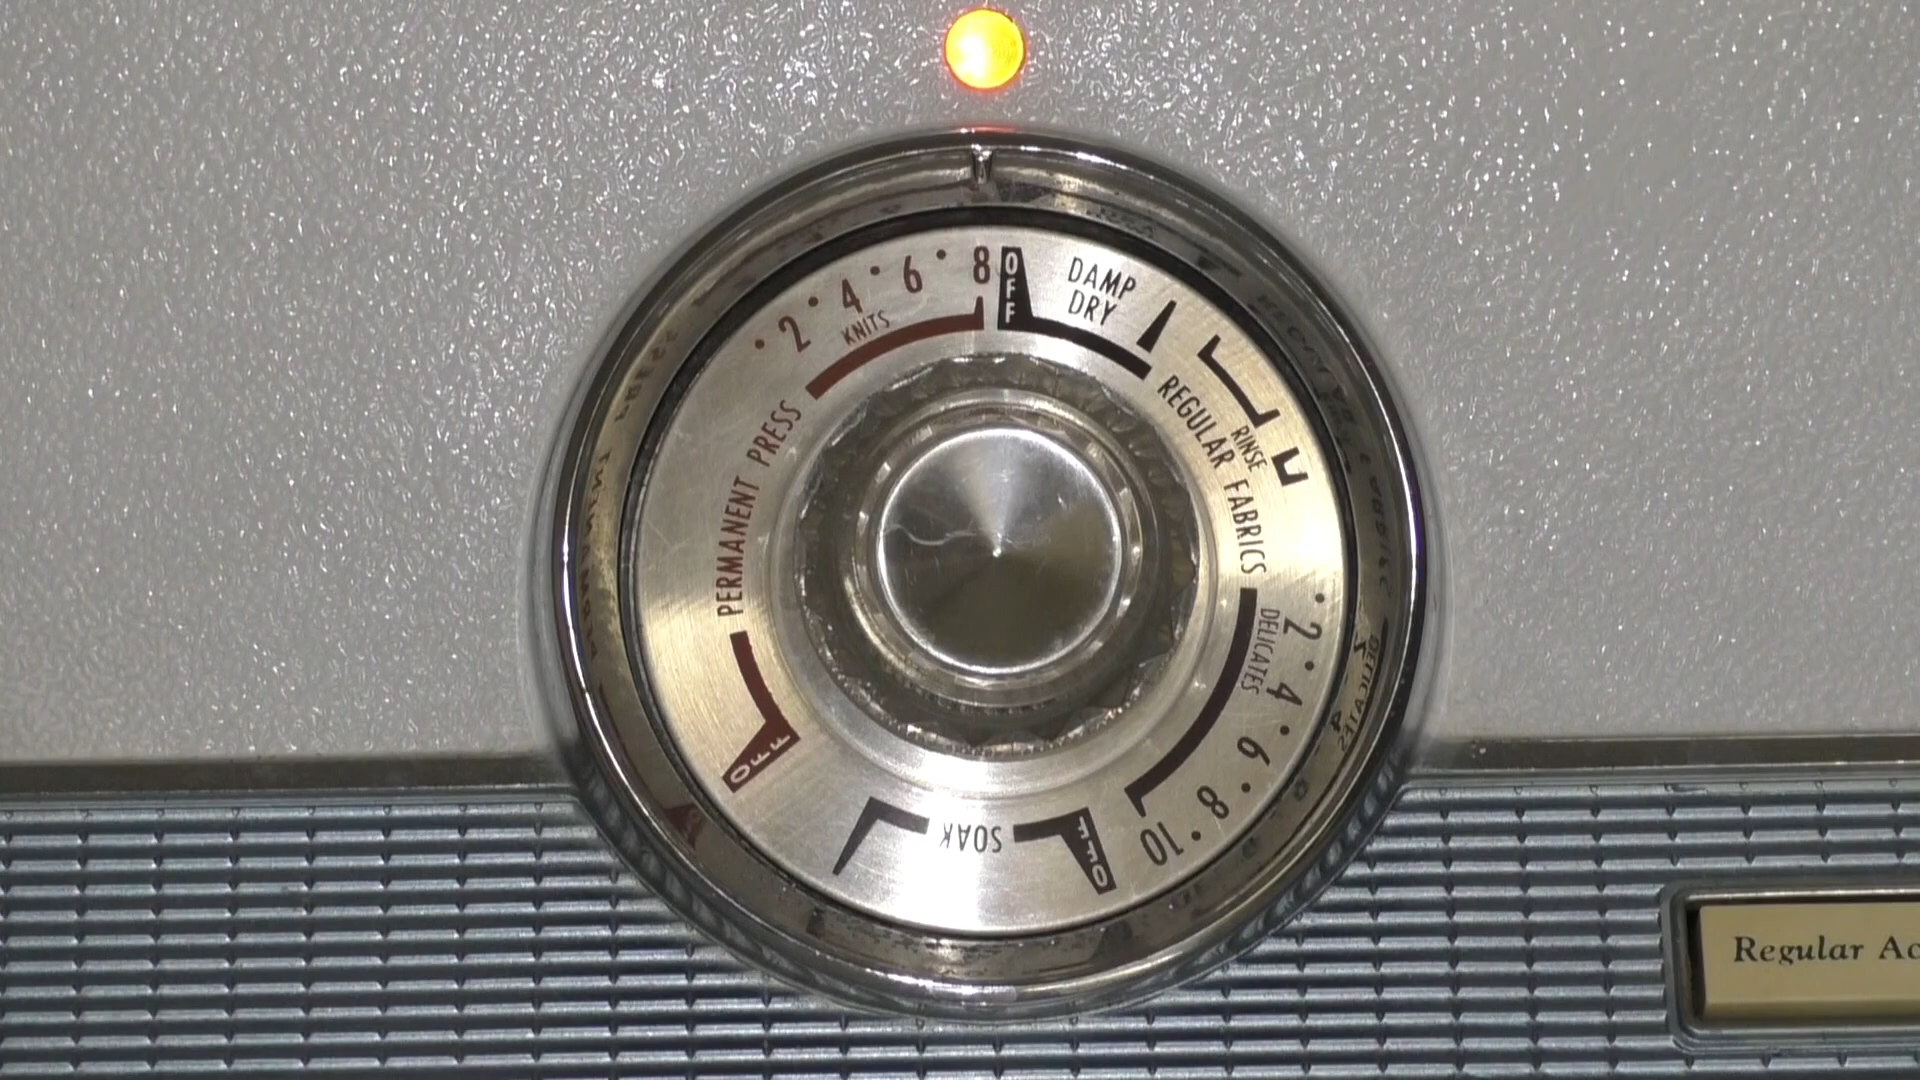 2 • 4 • 6 • 8
KNITS
OFF
DAMP
DRY
REGULAR FABRICS
RINSE
DELICATES
• 2 • 4 • 6 • 8 • 10
OFF
SOAK
OFF
PERMANENT PRESS
Regular